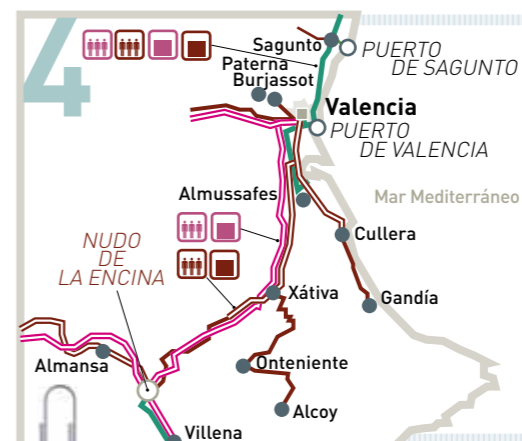 4
Sagunto
PUERTO
DE SAGUNTO
Paterna
Burjassot
Valencia
PUERTO
DE VALENCIA
Almussafes
Mar Mediterráneo
NUDO
DE
LA ENCINA
Cullera
Xátiva
Gandía
Almansa
Onteniente
Alcoy
Villena